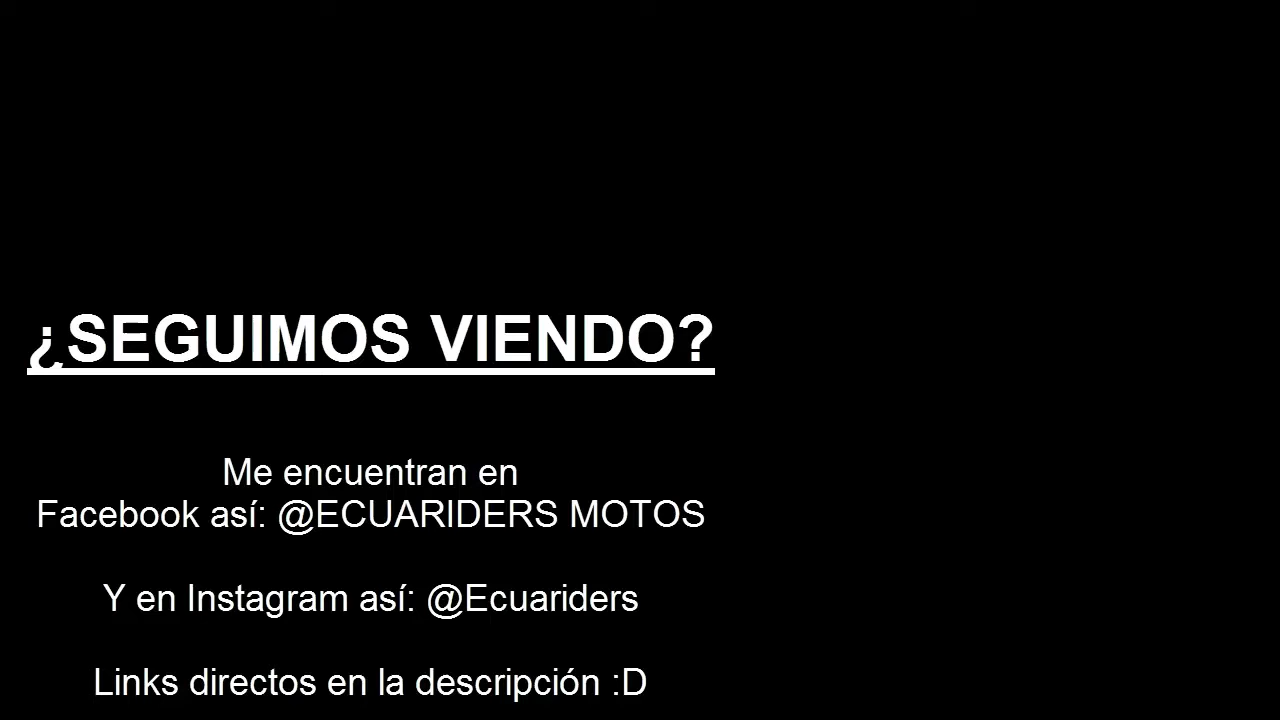 ¿SEGUIMOS VIENDO?
Me encuentran en
Facebook así: @ECUARIDERS MOTOS
Y en Instagram así: @Ecuariders
Links directos en la descripción :D